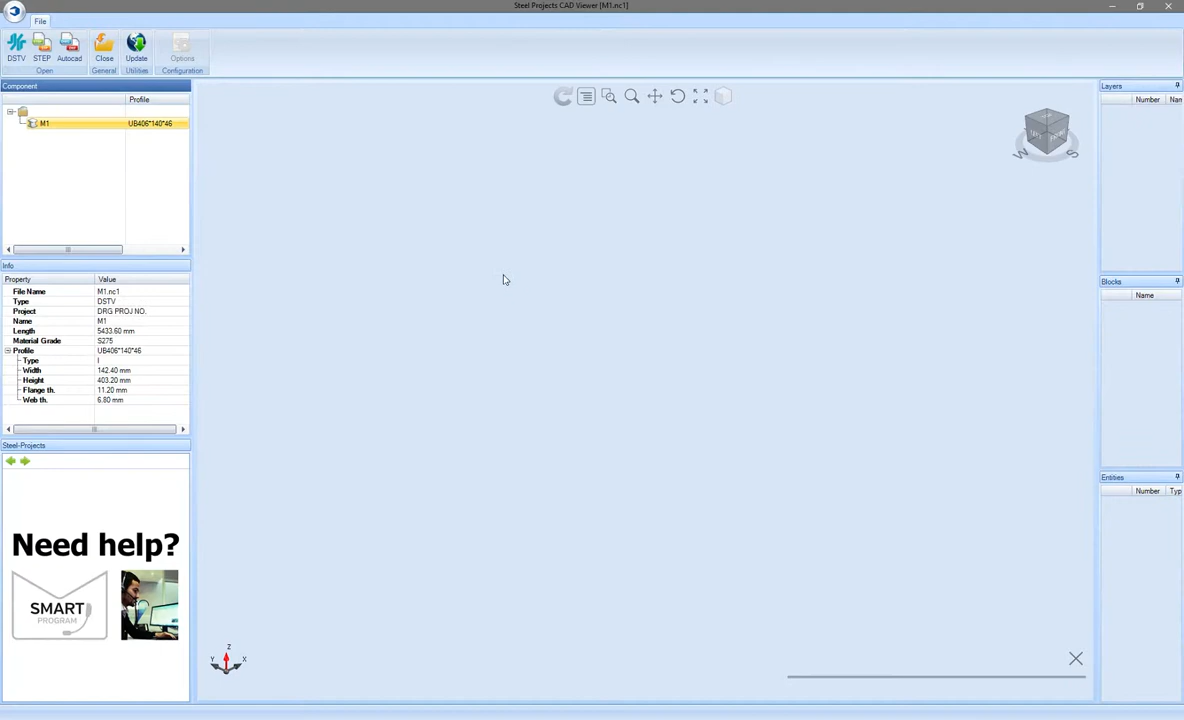 Steel Projects CAD Viewer [M1.nc1]
File
DSTV
STEP
Autocad
Close
Update
Options
Open
General
Utilities
Configuration
Component
Profile
M1
UB406*140*46
Info
Property
Value
File Name
M1.nc1
Type
DSTV
Project
DRG PROJ NO.
Name
M1
Length
5433.60 mm
Material Grade
S275
Profile
UB406*140*46
Type
I
Width
142.40 mm
Height
403.20 mm
Flange th.
11.20 mm
Web th.
6.80 mm
Steel-Projects
Need help?
SMART
PROGRAM
Z
Y
X
W
S
Layers
Number
Nam
Blocks
Name
Entities
Number
Typ